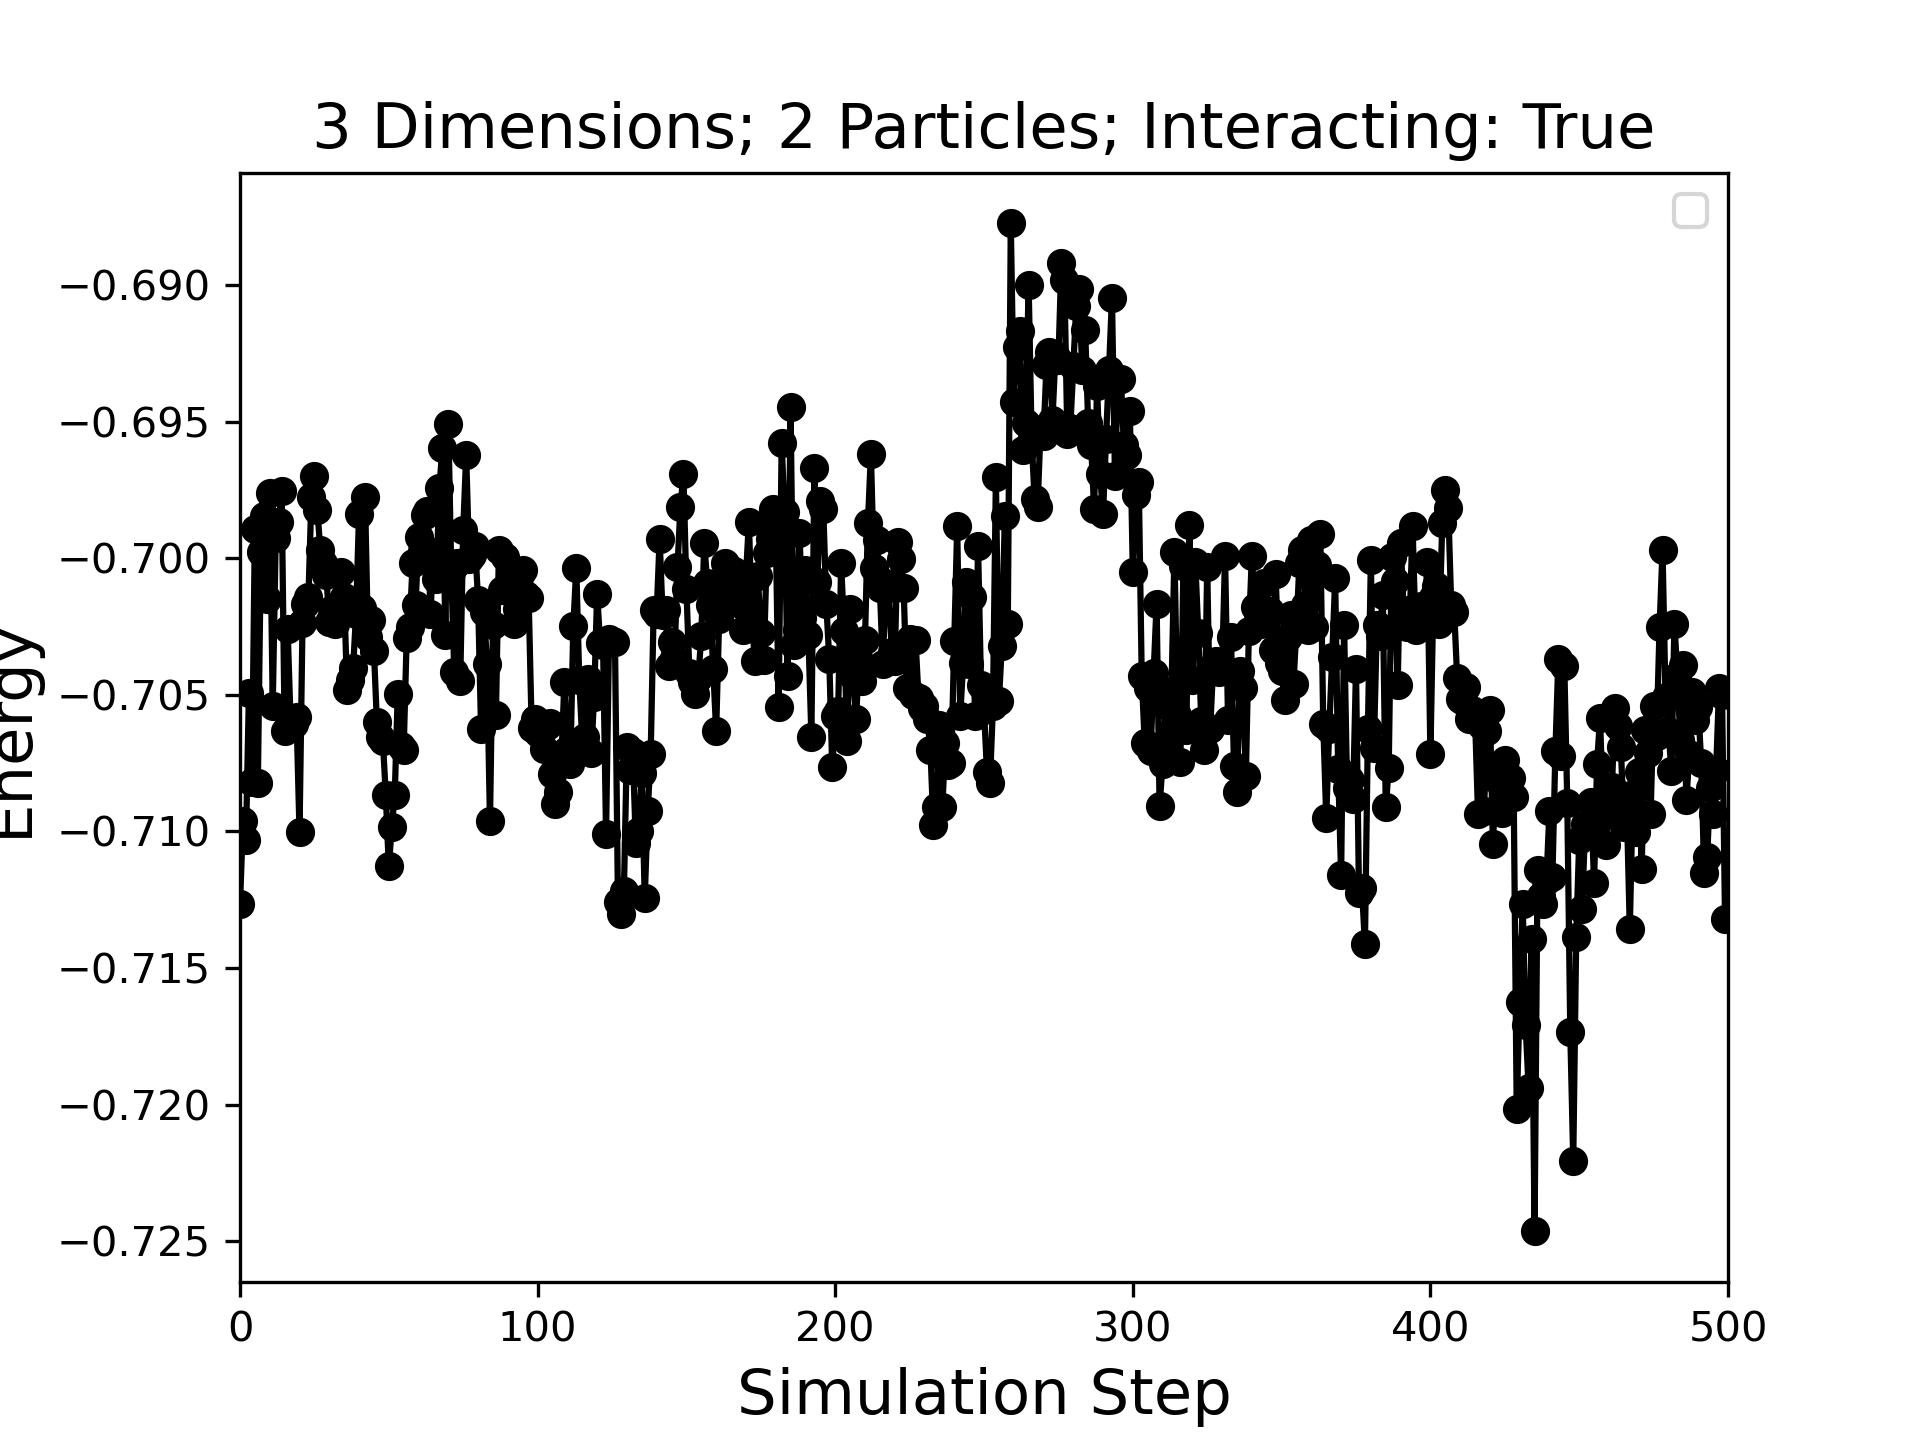 3 Dimensions; 2 Particles; Interacting: True
−0.690
−0.695
−0.700
−0.705
−0.710
−0.715
−0.720
−0.725
Energy
0 100 200 300 400 500
Simulation Step